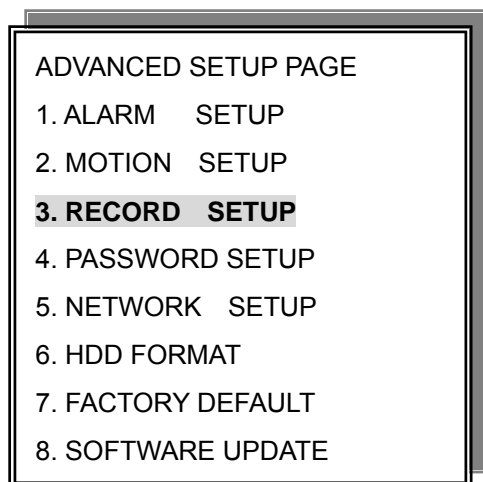 ADVANCED SETUP PAGE
1. ALARM SETUP
2. MOTION SETUP
3. RECORD SETUP
4. PASSWORD SETUP
5. NETWORK SETUP
6. HDD FORMAT
7. FACTORY DEFAULT
8. SOFTWARE UPDATE